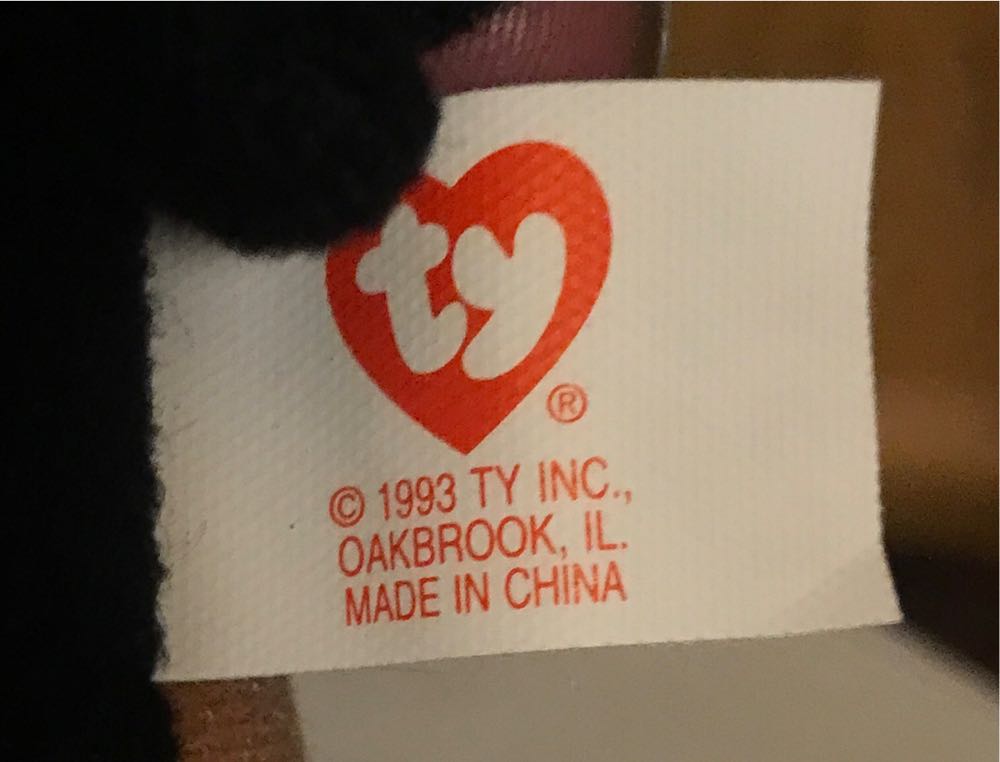 ty
®
© 1993 TY INC.,
OAKBROOK, IL.
MADE IN CHINA